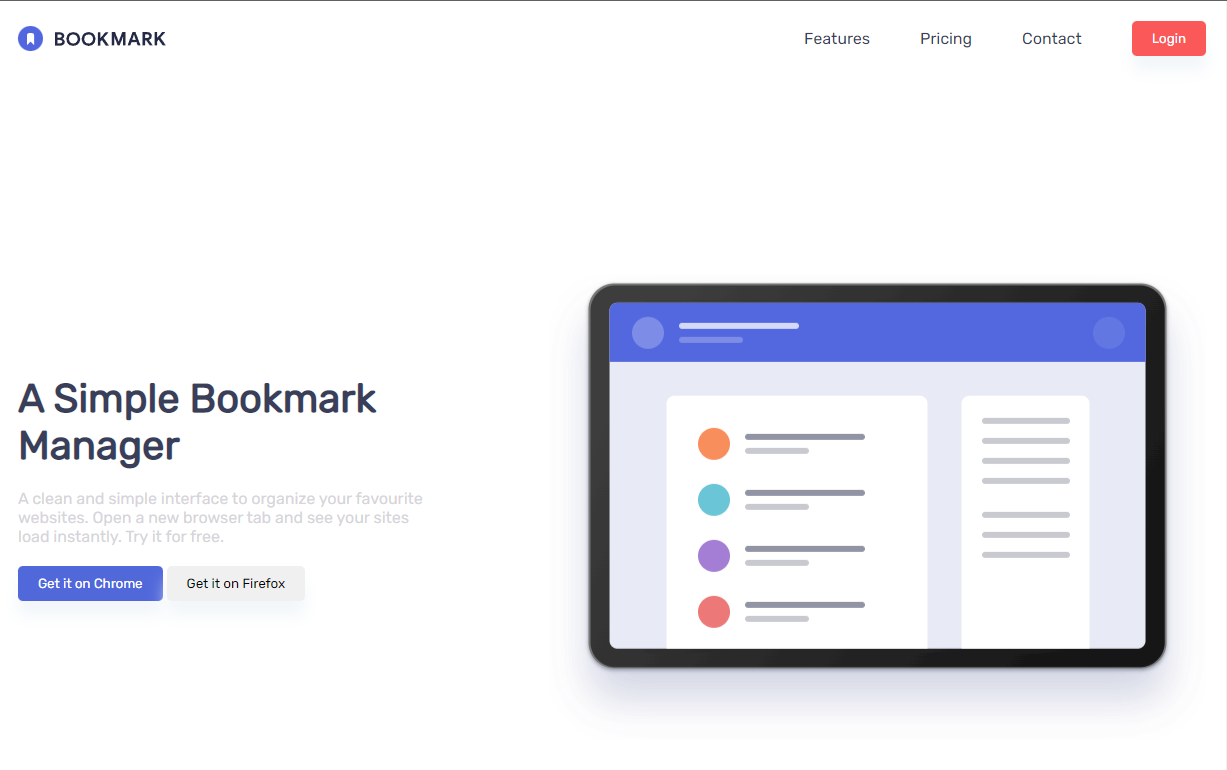 BOOKMARK
Features
Pricing
Contact
Login
A Simple Bookmark
Manager
A clean and simple interface to organize your favourite
websites. Open a new browser tab and see your sites
load instantly. Try it for free.
Get it on Chrome
Get it on Firefox